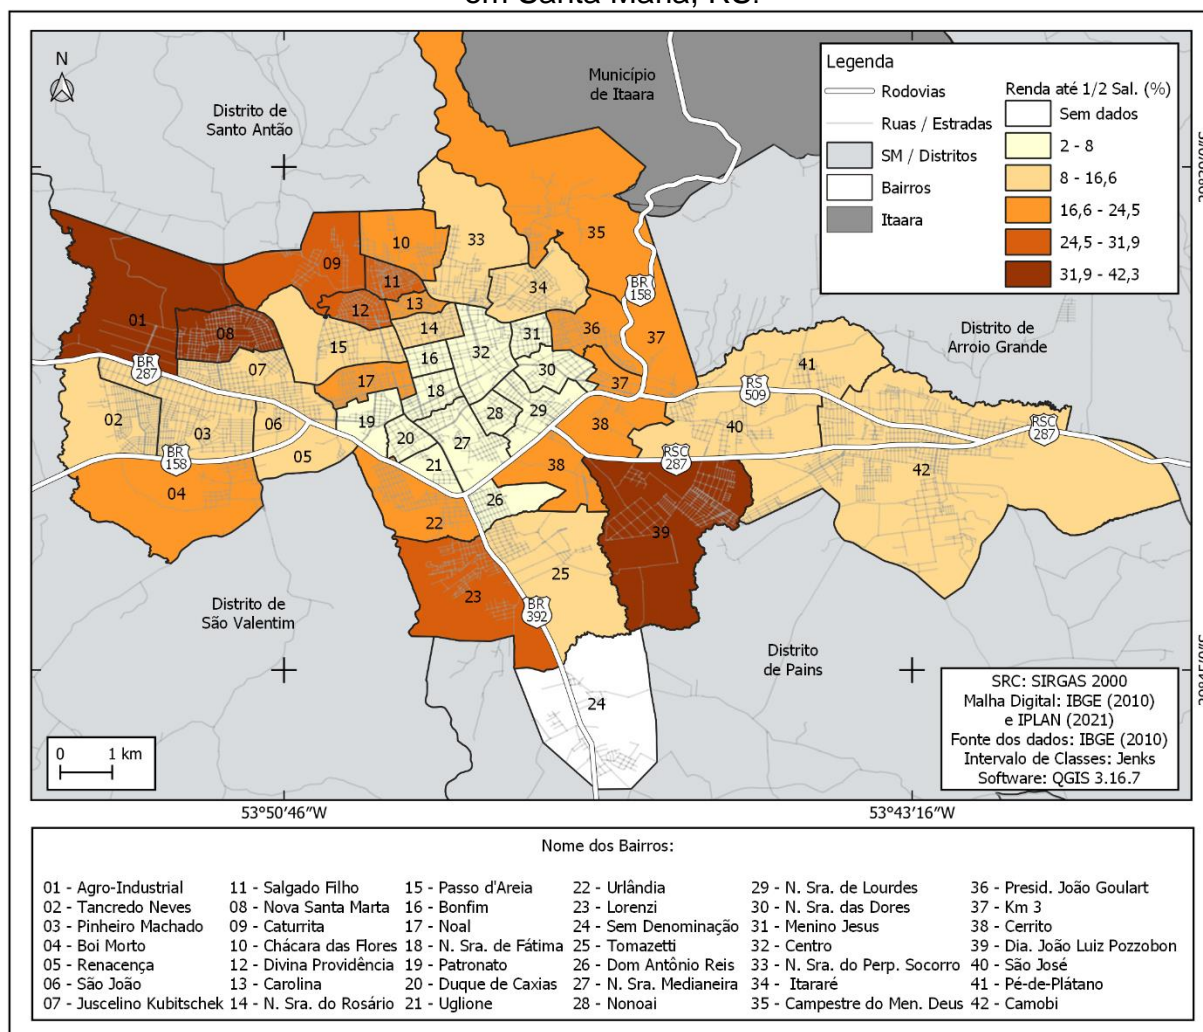 em Santa Maria, RS.
N
Município
de Itaara
Distrito de
Santo Antão
Legenda
Rodovias
Ruas / Estradas
SM / Distritos
Bairros
Itaara
Renda até 1/2 Sal. (%)
Sem dados
2 - 8
8 - 16,6
16,6 - 24,5
24,5 - 31,9
31,9 - 42,3
33
10
35
09
11
34
BR
158
12
13
01
08
14
31
36
37
Distrito de
Arroio Grande
15
16
32
30
41
BR
287
07
17
18
37
RS
509
02
03
06
19
28
29
38
40
RSC
287
05
20
27
BR
158
21
38
RSC
287
42
04
26
22
39
25
23
BR
392
Distrito de
São Valentim
Distrito
de Pains
24
SRC: SIRGAS 2000
Malha Digital: IBGE (2010)
e IPLAN (2021)
Fonte dos dados: IBGE (2010)
Intervalo de Classes: Jenks
Software: QGIS 3.16.7
0 1 km
53°50'46"W 53°43'16"W
Nome dos Bairros:
01 - Agro-Industrial 11 - Salgado Filho 15 - Passo d'Areia 22 - Urlândia 29 - N. Sra. de Lourdes 36 - Presid. João Goulart
02 - Tancredo Neves 08 - Nova Santa Marta 16 - Bonfim 23 - Lorenzi 30 - N. Sra. das Dores 37 - Km 3
03 - Pinheiro Machado 09 - Caturrita 17 - Noal 24 - Sem Denominação 31 - Menino Jesus 38 - Cerrito
04 - Boi Morto 10 - Chácara das Flores 18 - N. Sra. de Fátima 25 - Tomazetti 32 - Centro 39 - Dia. João Luiz Pozzobon
05 - Renacença 12 - Divina Providência 19 - Patronato 26 - Dom Antônio Reis 33 - N. Sra. do Perp. Socorro 40 - São José
06 - São João 13 - Carolina 20 - Duque de Caxias 27 - N. Sra. Medianeira 34 - Itararé 41 - Pé-de-Plátano
07 - Juscelino Kubitschek 14 - N. Sra. do Rosário 21 - Uglione 28 - Nonoai 35 - Campestre do Men. Deus 42 - Camobi